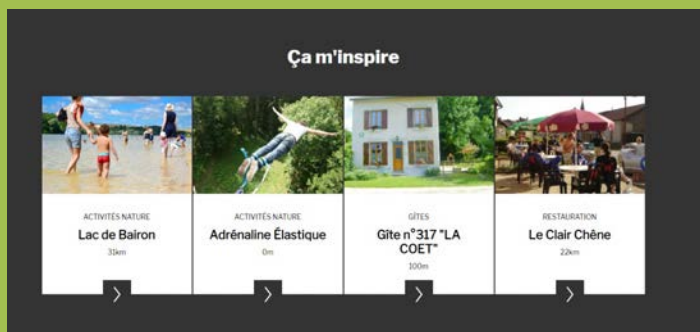 Ça m'inspire
ACTIVITÉS NATURE
Lac de Bairon
31km
ACTIVITÉS NATURE
Adrénaline Élastique
0m
GÎTES
Gîte n°317 "LA
COET"
100m
RESTAURATION
Le Clair Chêne
22km